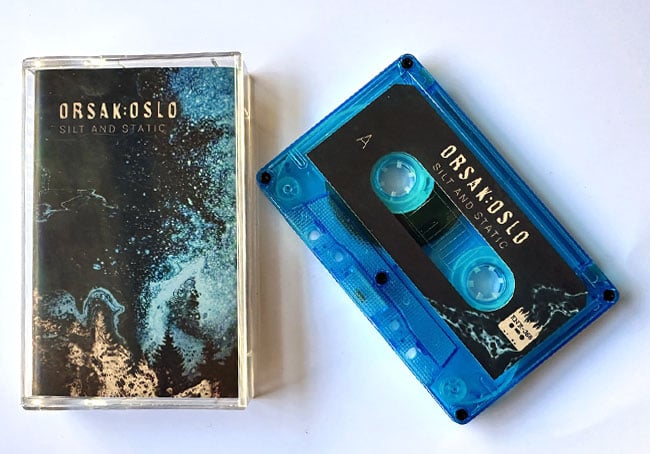 ORSAK:OSLO
SILT AND STATIC
A
ORSAK:OSLO
SILT AND STATIC